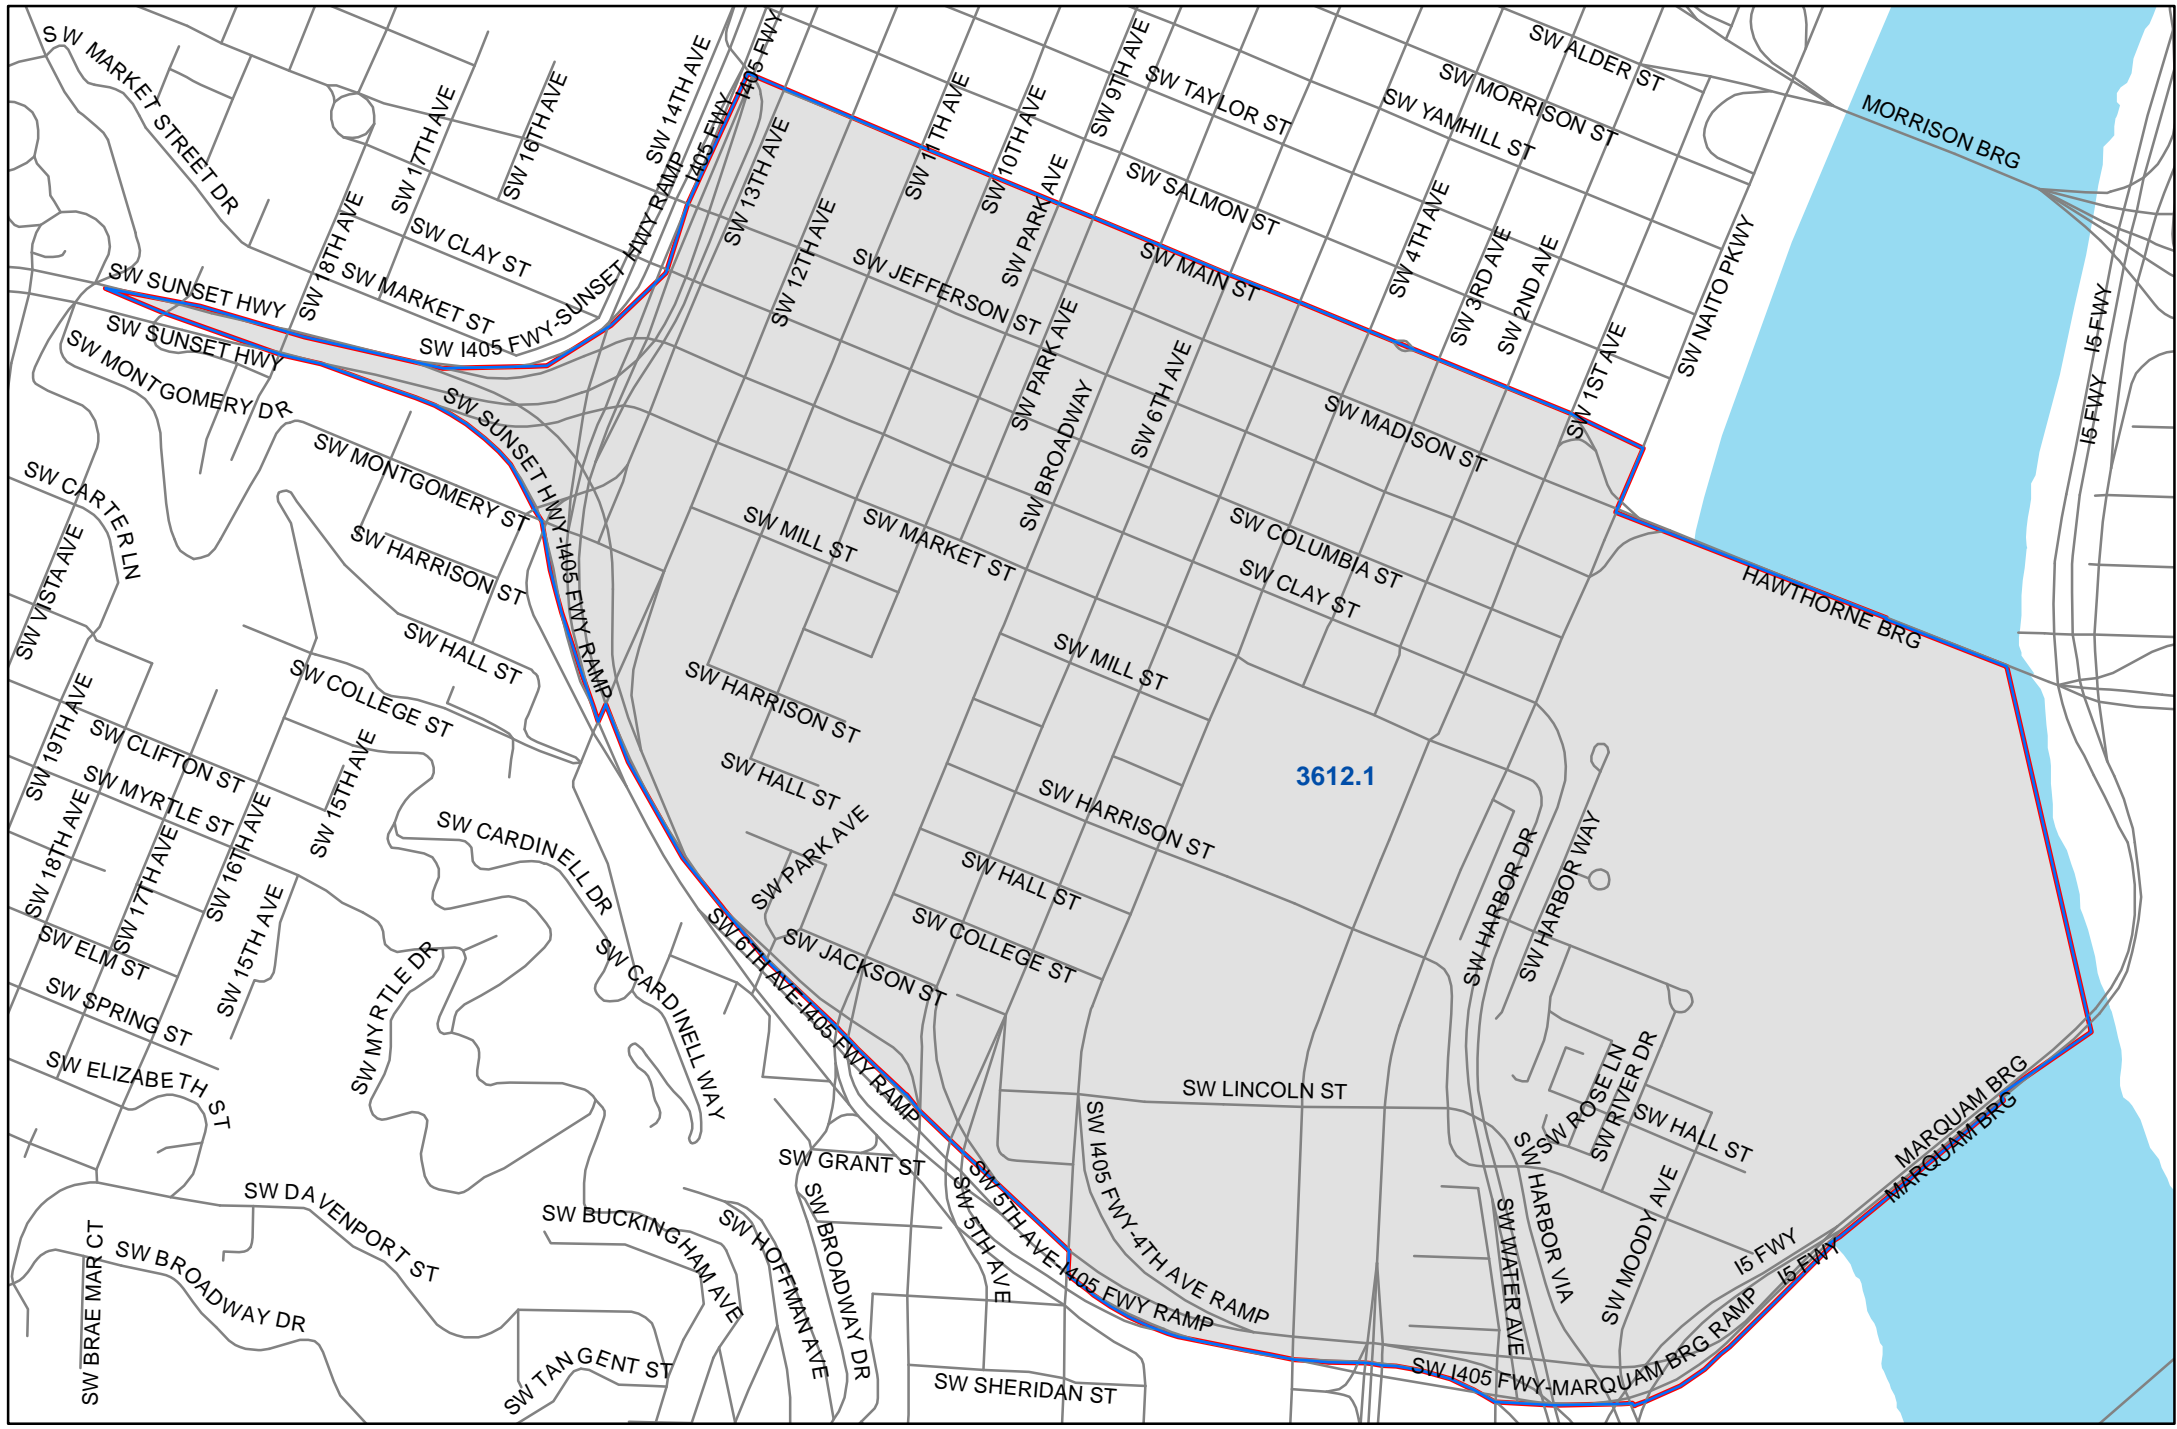 SW MARKET STREET DR
SW 17TH AVE
SW 16TH AVE
SW 14TH AVE
I405 FWY
I405 FWY
SW 13TH AVE
SW 11TH AVE
SW 10TH AVE
SW 9TH AVE
SW TAYLOR ST
SW ALDER ST
SW MORRISON ST
SW YAMHILL ST
MORRISON BRG
SW SALMON ST
SW 18TH AVE
SW CLAY ST
SW MARKET ST
SW I405 FWY-SUNSET HWY RAMP
SW 12TH AVE
SW PARK AVE
SW JEFFERSON ST
SW MAIN ST
SW 4TH AVE
SW 3RD AVE
SW 2ND AVE
SW 1ST AVE
SW NAITO PKWY
I5 FWY
I5 FWY
SW SUNSET HWY
SW SUNSET HWY
SW MONTGOMERY DR
SW SUNSET HWY-I405 FWY RAMP
SW PARK AVE
SW BROADWAY
SW 6TH AVE
SW MADISON ST
SW CARTER LN
SW MONTGOMERY ST
SW HARRISON ST
SW MILL ST
SW MARKET ST
SW COLUMBIA ST
SW CLAY ST
HAWTHORNE BRG
SW VISTA AVE
SW HALL ST
SW COLLEGE ST
SW HARRISON ST
SW MILL ST
SW 19TH AVE
SW CLIFTON ST
SW MYRTLE ST
SW 15TH AVE
SW HALL ST
3612.1
SW HARRISON ST
SW 18TH AVE
SW 17TH AVE
SW 16TH AVE
SW CARDINELL DR
SW PARK AVE
SW HALL ST
SW HARBOR DR
SW HARBOR WAY
SW ELM ST
SW 15TH AVE
SW MYRTLE DR
SW CARDINELL WAY
SW 6TH AVE-I405 FWY RAMP
SW JACKSON ST
SW COLLEGE ST
SW SPRING ST
SW ELIZABETH ST
SW LINCOLN ST
SW ROSE LN
SW RIVER DR
SW HALL ST
MARQUAM BRG
MARQUAM BRG
SW GRANT ST
SW 5TH AVE
SW 5TH AVE-I405 FWY RAMP
SW I405 FWY-4TH AVE RAMP
SW DAVENPORT ST
SW BUCKINGHAM AVE
SW HOFFMAN AVE
SW BROADWAY DR
SW WATER AVE
SW HARBOR VIA
SW MOODY AVE
I5 FWY
I5 FWY
SW BRAE MAR CT
SW BROADWAY DR
SW TANGENT ST
SW SHERIDAN ST
SW I405 FWY-MARQUAM BRG RAMP